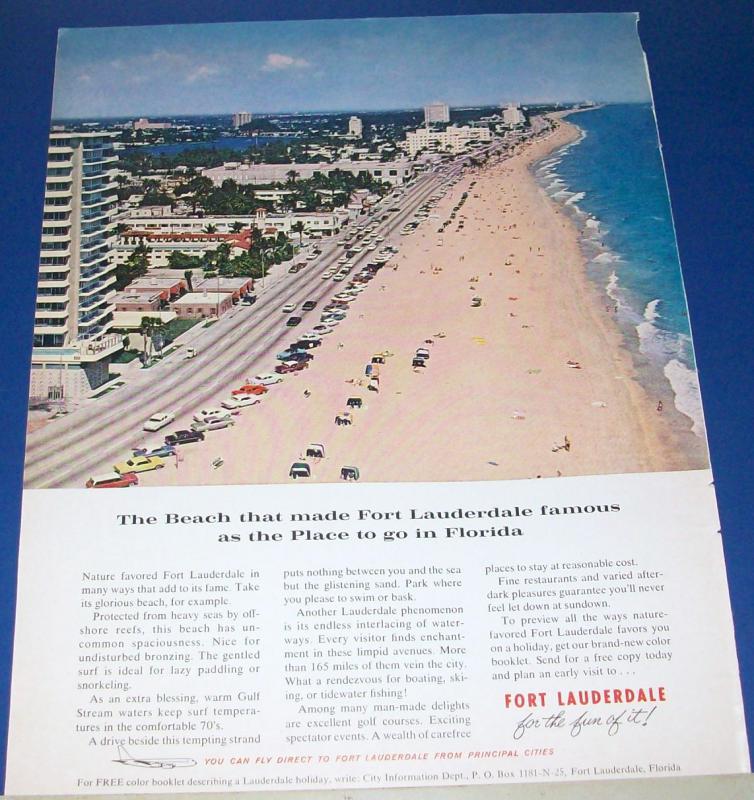 The Beach that made Fort Lauderdale famous
as the Place to go in Florida
Nature favored Fort Lauderdale in
many ways that add to its fame. Take
its glorious beach, for example.
Protected from heavy seas by off-
shore reefs, this beach has un-
common spaciousness. Nice for
undisturbed bronzing. The gentled
surf is ideal for lazy paddling or
snorkeling.
As an extra blessing, warm Gulf
Stream waters keep surf tempera-
tures in the comfortable 70's.
A drive beside this tempting strand
puts nothing between you and the sea
but the glistening sand. Park where
you please to swim or bask.
Another Lauderdale phenomenon
is its endless interlacing of water-
ways. Every visitor finds enchant-
ment in these limpid avenues. More
than 165 miles of them vein the city.
What a rendezvous for boating, ski-
ing, or tidewater fishing!
Among many man-made delights
are excellent golf courses. Exciting
spectator events. A wealth of carefree
places to stay at reasonable cost.
Fine restaurants and varied after-
dark pleasures guarantee you'll never
feel let down at sundown.
To preview all the ways nature-
favored Fort Lauderdale favors you
on a holiday, get our brand-new color
booklet. Send for a free copy today
and plan an early visit to . . .
FORT LAUDERDALE
for the fun of it!
YOU CAN FLY DIRECT TO FORT LAUDERDALE FROM PRINCIPAL CITIES
For FREE color booklet describing a Lauderdale holiday, write: City Information Dept., P. O. Box 1181-N-25, Fort Lauderdale, Florida